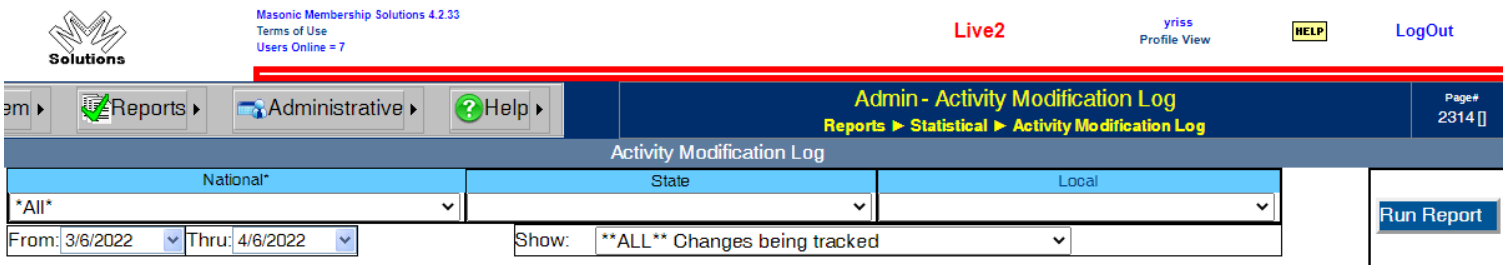 Solutions
Masonic Membership Solutions 4.2.33
Terms of Use
Users Online = 7
Live2
yriss
Profile View
HELP
LogOut
em
Reports
Administrative
Help
Admin - Activity Modification Log
Reports ► Statistical ► Activity Modification Log
Page#
2314 []
Activity Modification Log
National*
State
Local
*All*
Run Report
From: 3/6/2022 Thru: 4/6/2022 Show: **ALL** Changes being tracked